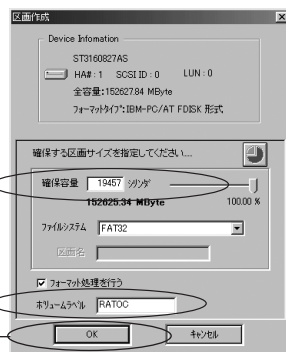 区画作成
Device Infomation
ST3160827AS
HA#: 1 SCSI ID : 0 LUN : 0
全容量:152627.84 MByte
フォーマットタイプ:IBM-PC/AT FDISK 形式
確保する区画サイズを指定してください...
確保容量 19457 シリンダ
152625.34 MByte 100.00 %
ファイルシステム FAT32
区画名
フォーマット処理を行う
ボリュームラベル RATOC
OK キャンセル